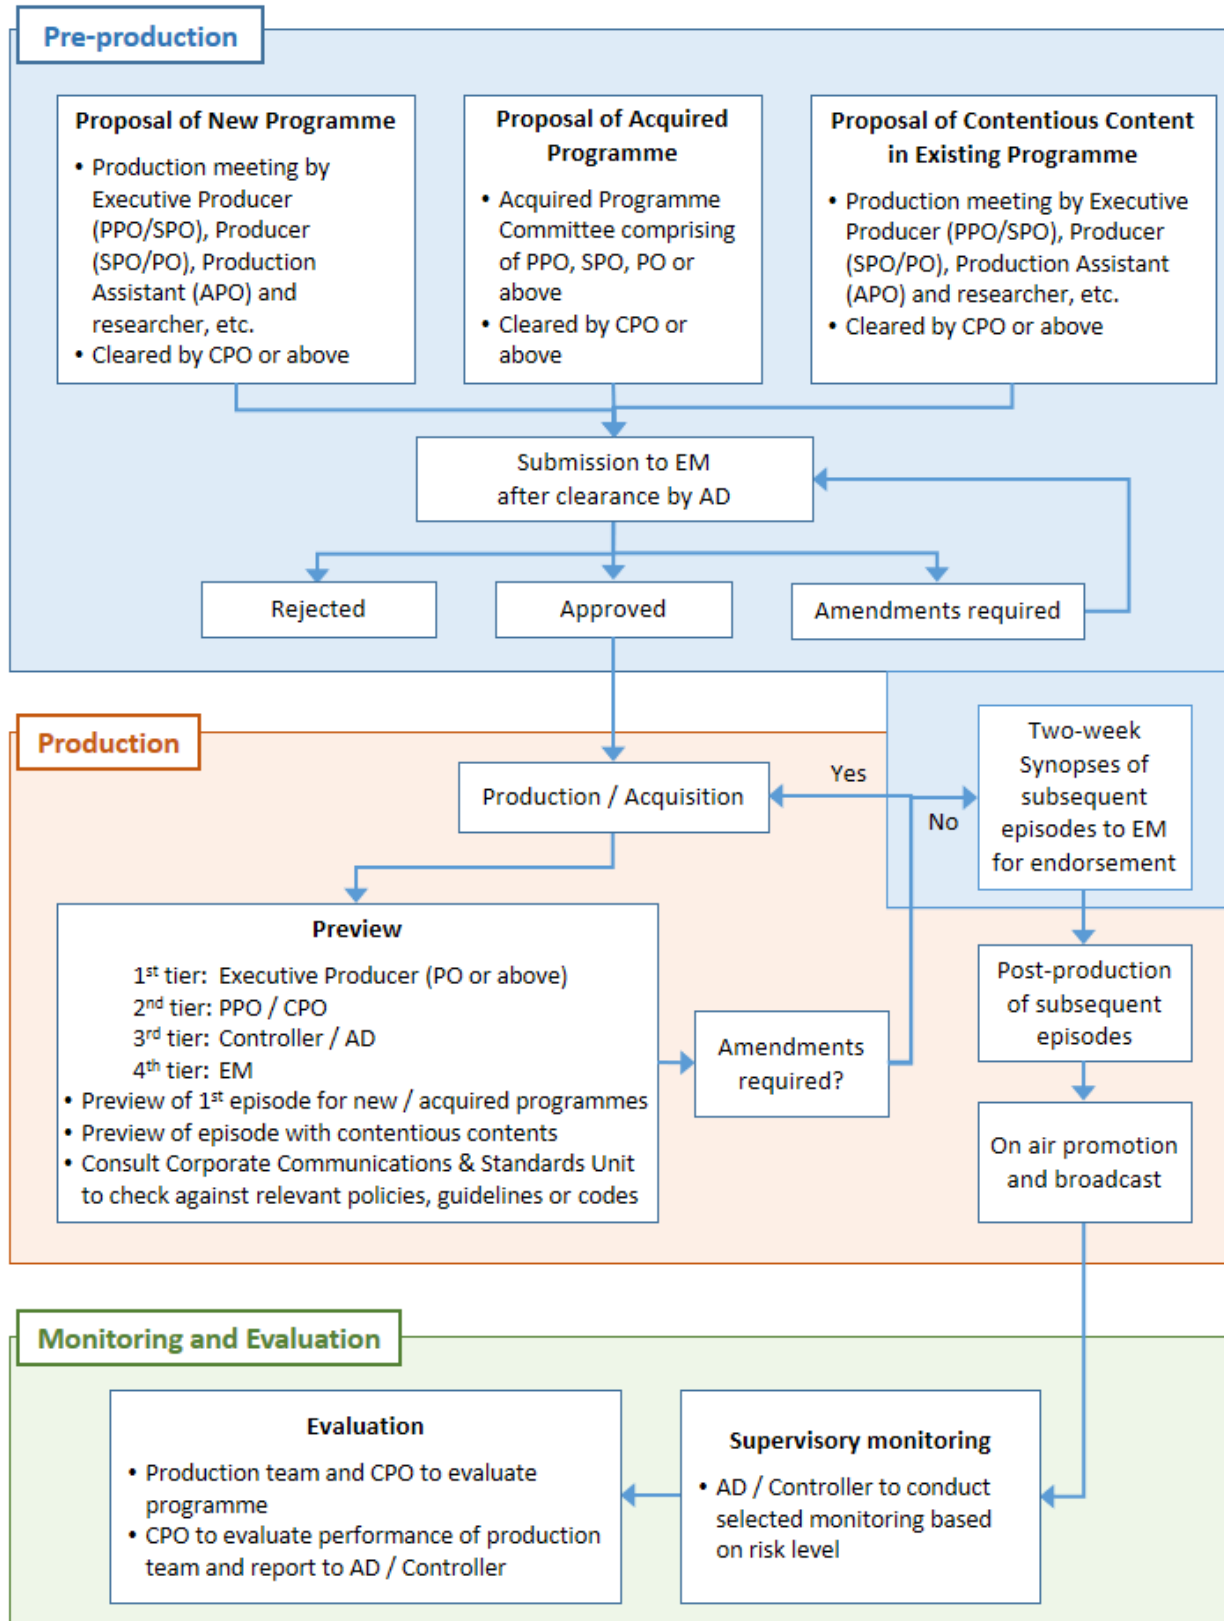 Pre-production
Proposal of New Programme
• Production meeting by
Executive Producer
(PPO/SPO), Producer
(SPO/PO), Production
Assistant (APO) and
researcher, etc.
• Cleared by CPO or above
Proposal of Acquired
Programme
• Acquired Programme
Committee comprising
of PPO, SPO, PO or
above
• Cleared by CPO or
above
Proposal of Contentious Content
in Existing Programme
• Production meeting by Executive
Producer (PPO/SPO), Producer
(SPO/PO), Production Assistant
(APO) and researcher, etc.
• Cleared by CPO or above
Submission to EM
after clearance by AD
Rejected
Approved
Amendments required
Production
Production / Acquisition
Yes
No
Two-week
Synopses of
subsequent
episodes to EM
for endorsement
Preview
1st tier: Executive Producer (PO or above)
2nd tier: PPO / CPO
3rd tier: Controller / AD
4th tier: EM
• Preview of 1st episode for new / acquired programmes
• Preview of episode with contentious contents
• Consult Corporate Communications & Standards Unit
to check against relevant policies, guidelines or codes
Amendments
required?
Post-production
of subsequent
episodes
On air promotion
and broadcast
Monitoring and Evaluation
Evaluation
• Production team and CPO to evaluate
programme
• CPO to evaluate performance of production
team and report to AD / Controller
Supervisory monitoring
• AD / Controller to conduct
selected monitoring based
on risk level